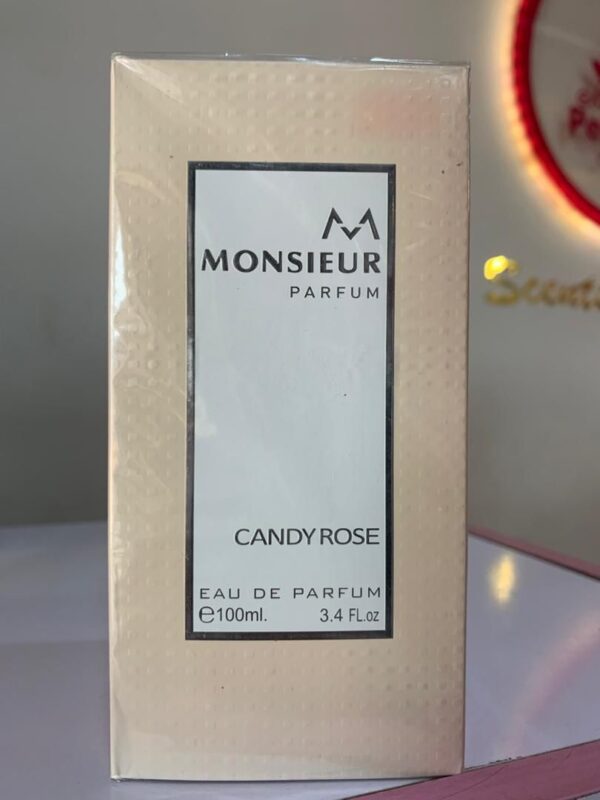 M
MONSIEUR
PARFUM
CANDY ROSE
EAU DE PARFUM
℮100ml. 3.4 FL.oz